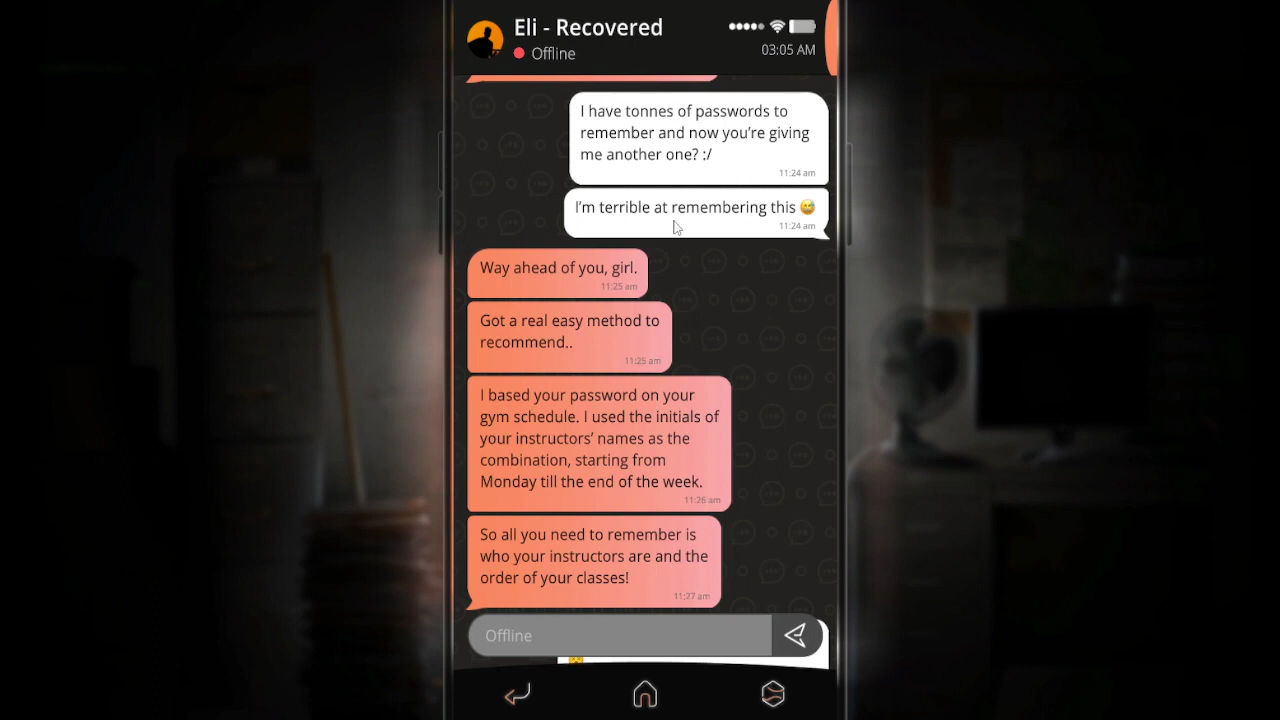 Eli - Recovered
Offline
03:05 AM
I have tonnes of passwords to
remember and now you're giving
me another one? :/
11:24 am
I'm terrible at remembering this 😅
11:24 am
Way ahead of you, girl.
11:25 am
Got a real easy method to
recommend..
11:25 am
I based your password on your
gym schedule. I used the initials of
your instructors' names as the
combination, starting from
Monday till the end of the week.
11:26 am
So all you need to remember is
who your instructors are and the
order of your classes!
11:27 am
Offline